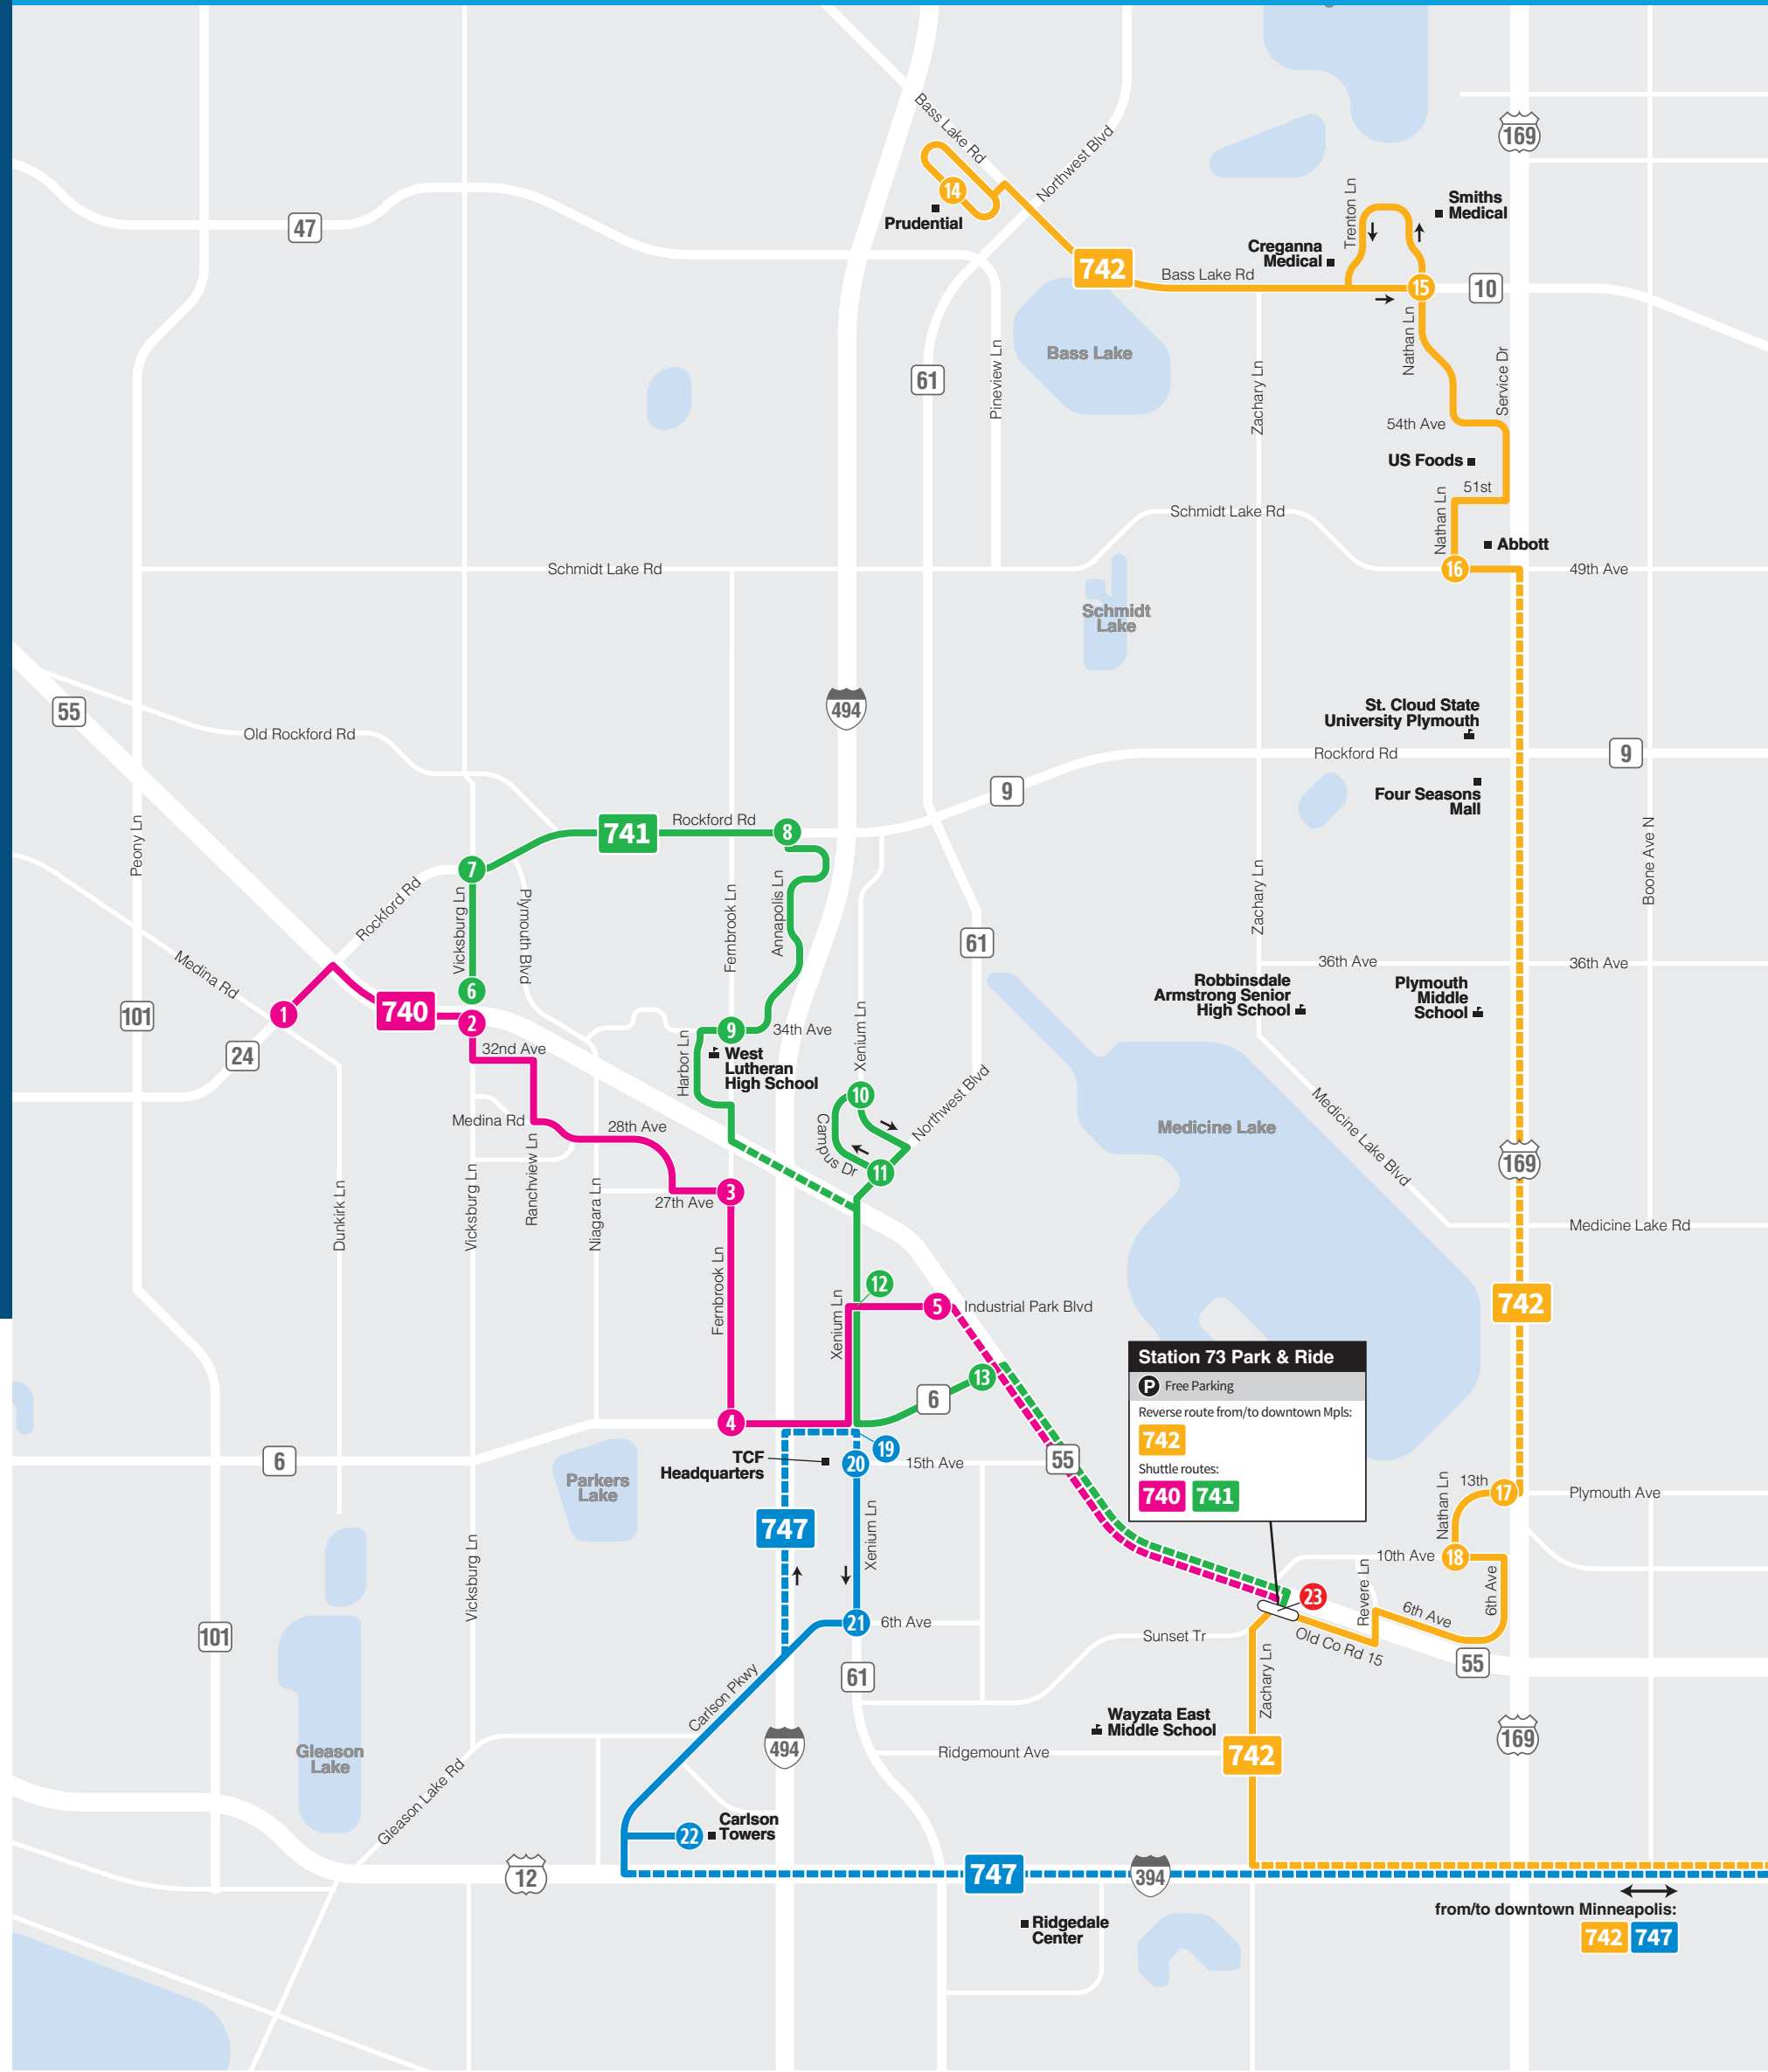 169
Bass Lake Rd
Northwest Blvd
14
Prudential
Trenton Ln
Smiths
Medical
47
Creganna
Medical
742
Bass Lake Rd
15
10
Nathan Ln
Bass Lake
61
Pineview Ln
Zachary Ln
Service Dr
54th Ave
US Foods
51st
Nathan Ln
Schmidt Lake Rd
Abbott
Schmidt Lake Rd
16
49th Ave
Schmidt
Lake
55
494
St. Cloud State
University Plymouth
Old Rockford Rd
Rockford Rd
9
9
Four Seasons
Mall
Peony Ln
741
Rockford Rd
8
Boone Ave N
7
Rockford Rd
Vicksburg Ln
Plymouth Blvd
Fernbrook Ln
Annapolis Ln
Zachary Ln
61
Medina Rd
36th Ave
36th Ave
6
Robbinsdale
Armstrong Senior
High School
Plymouth
Middle
School
101
1
740
2
Xenium Ln
9
34th Ave
32nd Ave
24
Harbor Ln
West
Lutheran
High School
10
Northwest Blvd
Medicine Lake Blvd
Medina Rd
28th Ave
Campus Dr
Medicine Lake
11
169
Dunkirk Ln
Vicksburg Ln
Ranchview Ln
Niagara Ln
3
27th Ave
Medicine Lake Rd
Fernbrook Ln
12
Xenium Ln
5
Industrial Park Blvd
742
Station 73 Park & Ride
P Free Parking
Reverse route from/to downtown Mpls:
742
Shuttle routes:
740 741
13
6
4
19
6
TCF
Headquarters
20
15th Ave
55
Parkers
Lake
Nathan Ln
13th
17
Plymouth Ave
747
Xenium Ln
10th Ave
18
Vicksburg Ln
23
Revere Ln
6th Ave
6th Ave
21
6th Ave
Sunset Tr
Old Co Rd 15
101
55
61
Carlson Pkwy
Zachary Ln
Wayzata East
Middle School
494
169
Gleason
Lake
Ridgemount Ave
742
Gleason Lake Rd
22
Carlson
Towers
12
747
394
from/to downtown Minneapolis:
742 747
Ridgedale
Center